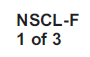 NSCL-F
1 of 3